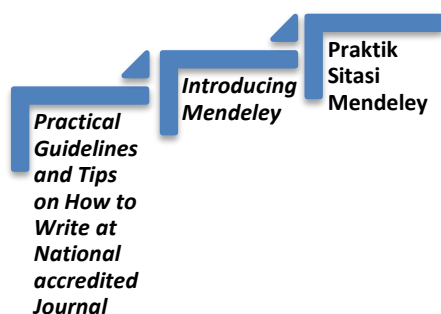 Practical
Guidelines
and Tips
on How to
Write at
National
accredited
Journal
Introducing
Mendeley
Praktik
Sitasi
Mendeley